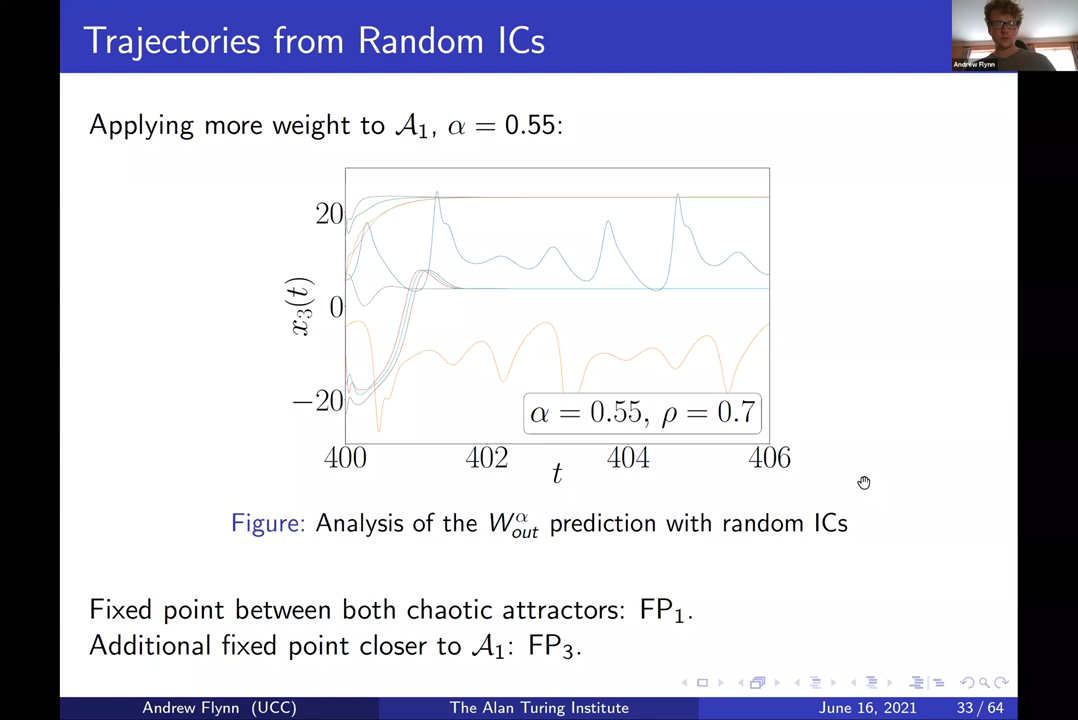 Trajectories from Random ICs
Andrew Flynn
Applying more weight to 𝒜₁, α = 0.55:
20
0
−20
x₃(t)
α = 0.55, ρ = 0.7
400 402 404 406
t
Figure: Analysis of the W^α_out prediction with random ICs
Fixed point between both chaotic attractors: FP₁.
Additional fixed point closer to 𝒜₁: FP₃.
Andrew Flynn (UCC) The Alan Turing Institute June 16, 2021 33 / 64